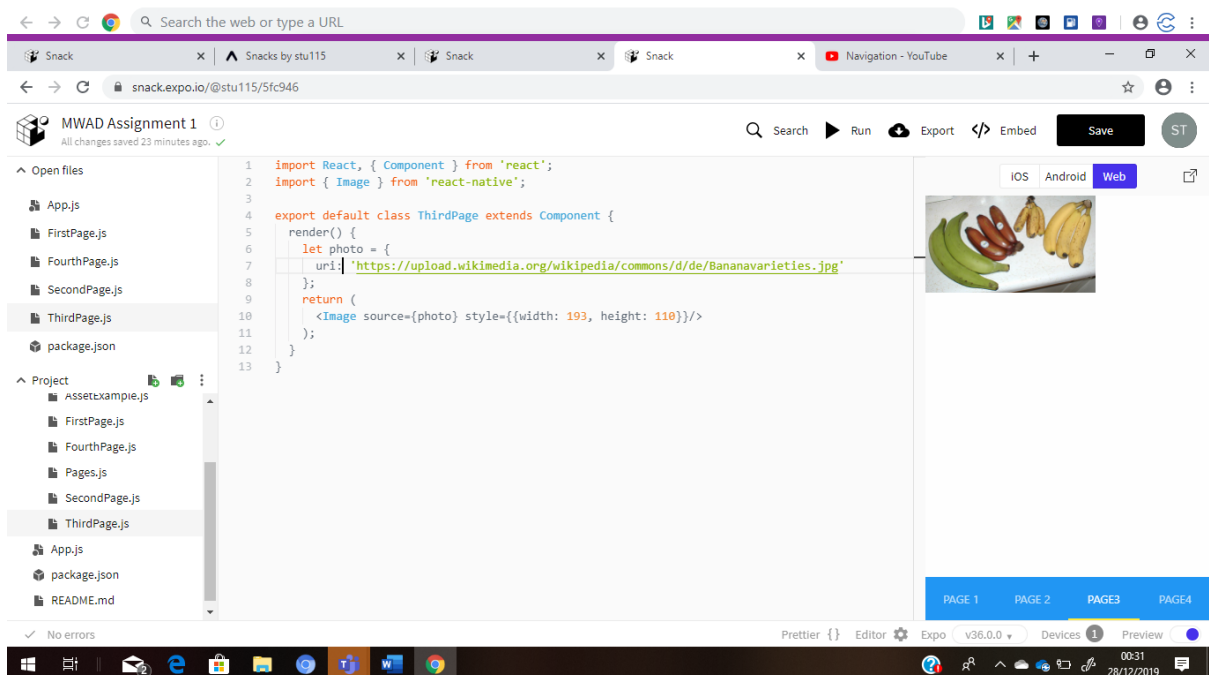 Search the web or type a URL
Snack
Snacks by stu115
Snack
Snack
Navigation - YouTube
snack.expo.io/@stu115/5fc946
MWAD Assignment 1
All changes saved 23 minutes ago.
Search
Run
Export
Embed
Save
ST
Open files
App.js
FirstPage.js
FourthPage.js
SecondPage.js
ThirdPage.js
package.json
Project
AssetExample.js
FirstPage.js
FourthPage.js
Pages.js
SecondPage.js
ThirdPage.js
App.js
package.json
README.md
1 import React, { Component } from 'react';
2 import { Image } from 'react-native';
3
4 export default class ThirdPage extends Component {
5 render() {
6 let photo = {
7 uri: 'https://upload.wikimedia.org/wikipedia/commons/d/de/Bananavarieties.jpg'
8 };
9 return (
10 <Image source={photo} style={{width: 193, height: 110}}/>
11 );
12 }
13 }
iOS Android Web
PAGE 1 PAGE 2 PAGE3 PAGE4
No errors
Prettier {} Editor Expo v36.0.0 Devices 1 Preview
2
00:31
28/12/2019